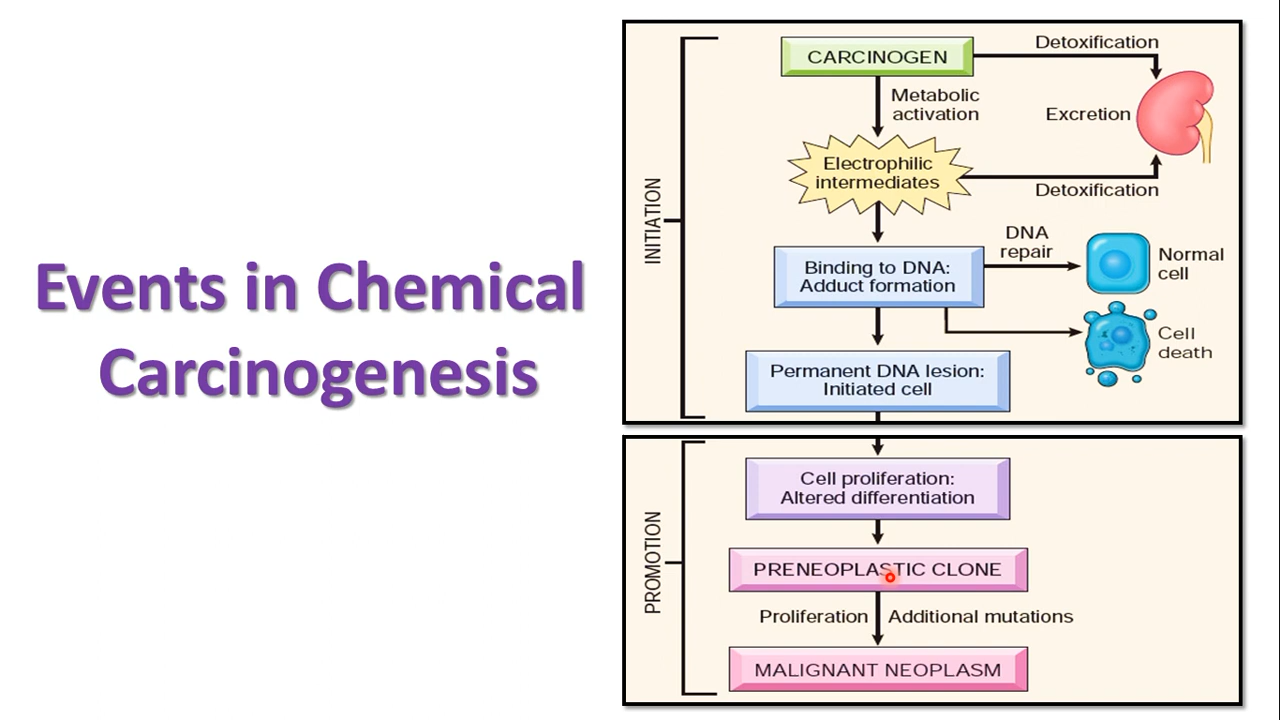 Events in Chemical
Carcinogenesis
INITIATION
CARCINOGEN
Detoxification
Metabolic
activation
Excretion
Electrophilic
intermediates
Detoxification
DNA
repair
Binding to DNA:
Adduct formation
Normal
cell
Cell
death
Permanent DNA lesion:
Initiated cell
PROMOTION
Cell proliferation:
Altered differentiation
PRENEOPLASTIC CLONE
Proliferation
Additional mutations
MALIGNANT NEOPLASM